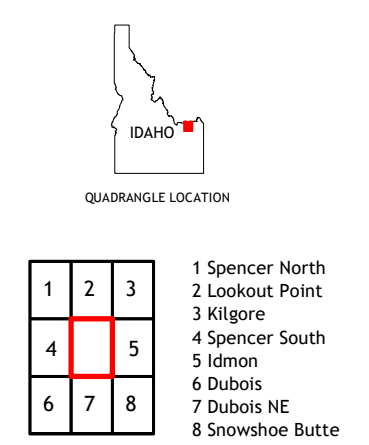 IDAHO
QUADRANGLE LOCATION
1 2 3
4 5
6 7 8
1 Spencer North
2 Lookout Point
3 Kilgore
4 Spencer South
5 Idmon
6 Dubois
7 Dubois NE
8 Snowshoe Butte